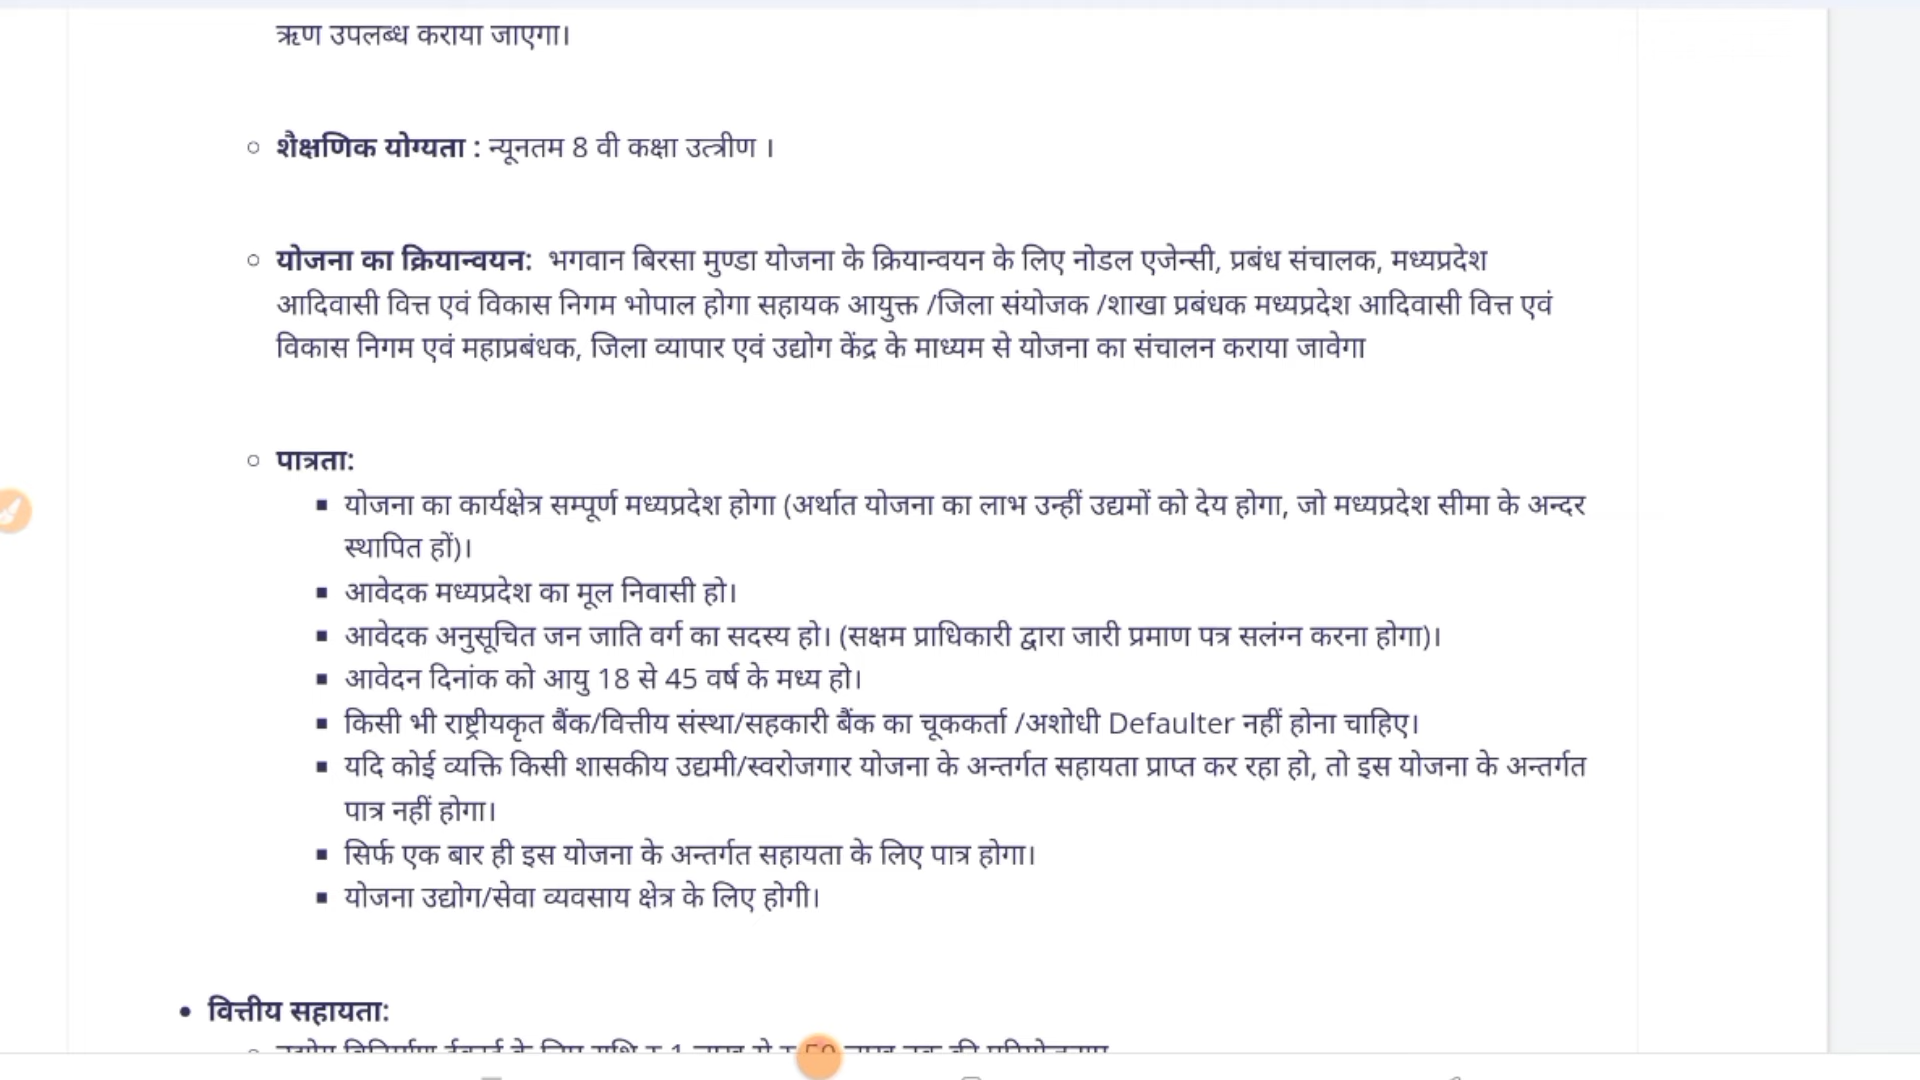 ऋण उपलब्ध कराया जाएगा।
शैक्षणिक योग्यता : न्यूनतम 8 वी कक्षा उत्त्रीण ।
योजना का क्रियान्वयन: भगवान बिरसा मुण्डा योजना के क्रियान्वयन के लिए नोडल एजेन्सी, प्रबंध संचालक, मध्यप्रदेश
आदिवासी वित्त एवं विकास निगम भोपाल होगा सहायक आयुक्त /जिला संयोजक /शाखा प्रबंधक मध्यप्रदेश आदिवासी वित्त एवं
विकास निगम एवं महाप्रबंधक, जिला व्यापार एवं उद्योग केंद्र के माध्यम से योजना का संचालन कराया जावेगा
पात्रता:
योजना का कार्यक्षेत्र सम्पूर्ण मध्यप्रदेश होगा (अर्थात योजना का लाभ उन्हीं उद्यमों को देय होगा, जो मध्यप्रदेश सीमा के अन्दर
स्थापित हों)।
आवेदक मध्यप्रदेश का मूल निवासी हो।
आवेदक अनुसूचित जन जाति वर्ग का सदस्य हो। (सक्षम प्राधिकारी द्वारा जारी प्रमाण पत्र सलंग्न करना होगा)।
आवेदन दिनांक को आयु 18 से 45 वर्ष के मध्य हो।
किसी भी राष्ट्रीयकृत बैंक/वित्तीय संस्था/सहकारी बैंक का चूककर्ता /अशोधी Defaulter नहीं होना चाहिए।
यदि कोई व्यक्ति किसी शासकीय उद्यमी/स्वरोजगार योजना के अन्तर्गत सहायता प्राप्त कर रहा हो, तो इस योजना के अन्तर्गत
पात्र नहीं होगा।
सिर्फ एक बार ही इस योजना के अन्तर्गत सहायता के लिए पात्र होगा।
योजना उद्योग/सेवा व्यवसाय क्षेत्र के लिए होगी।
वित्तीय सहायता: